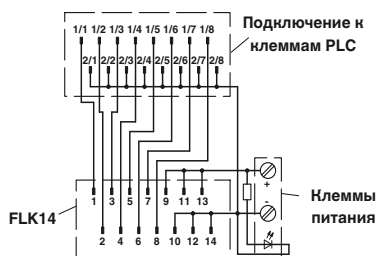 Подключение к
клеммам PLC
1/1 1/2 1/3 1/4 1/5 1/6 1/7 1/8
2/1 2/2 2/3 2/4 2/5 2/6 2/7 2/8
FLK14
1 3 5 7 9 11 13
2 4 6 8 10 12 14
+
-
Клеммы
питания